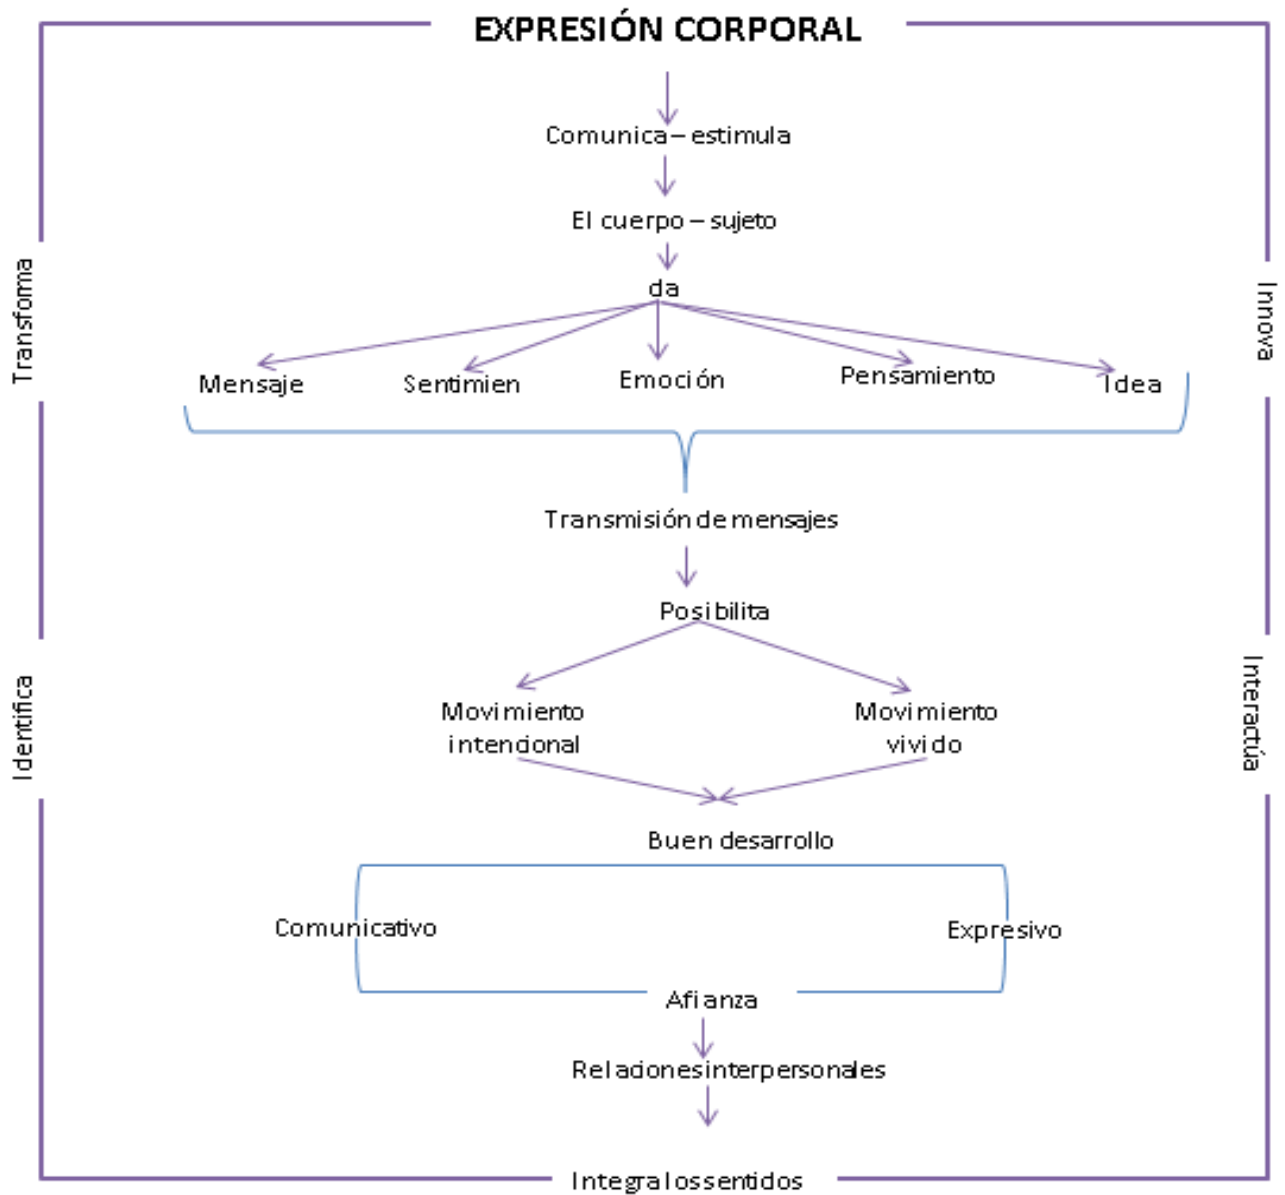 EXPRESIÓN CORPORAL
Comunica – estimula
El cuerpo – sujeto
da
Transfoma
Innova
Mensaje
Sentimien
Emoción
Pensamiento
Idea
Transmisión de mensajes
Posibilita
Identifica
Interactúa
Movimiento
intencional
Movimiento
vivido
Buen desarrollo
Comunicativo
Expresivo
Afianza
Relaciones interpersonales
Integra los sentidos